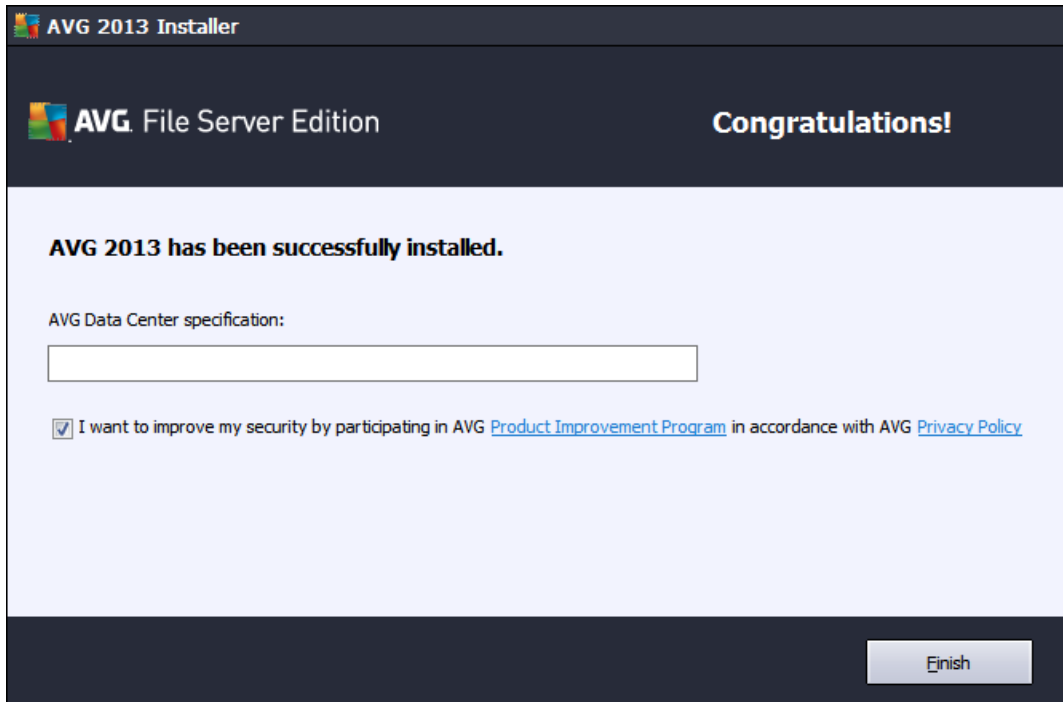 AVG 2013 Installer
AVG. File Server Edition
Congratulations!
AVG 2013 has been successfully installed.
AVG Data Center specification:
I want to improve my security by participating in AVG Product Improvement Program in accordance with AVG Privacy Policy
Finish